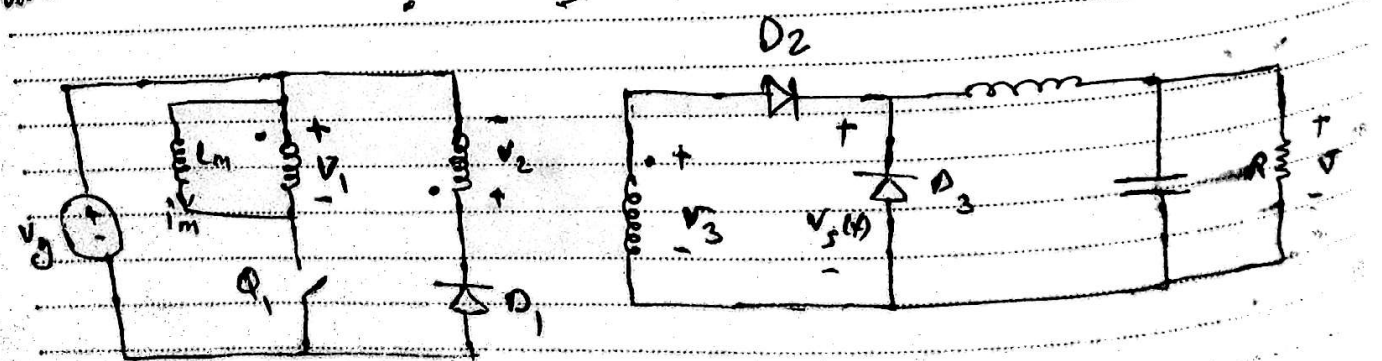 D2
Lm
+
V1
-
-
V2
+
im
+
-
Vg
Q1
D1
+
V3
-
+
D3
Vs(t)
-
R
+
V
-